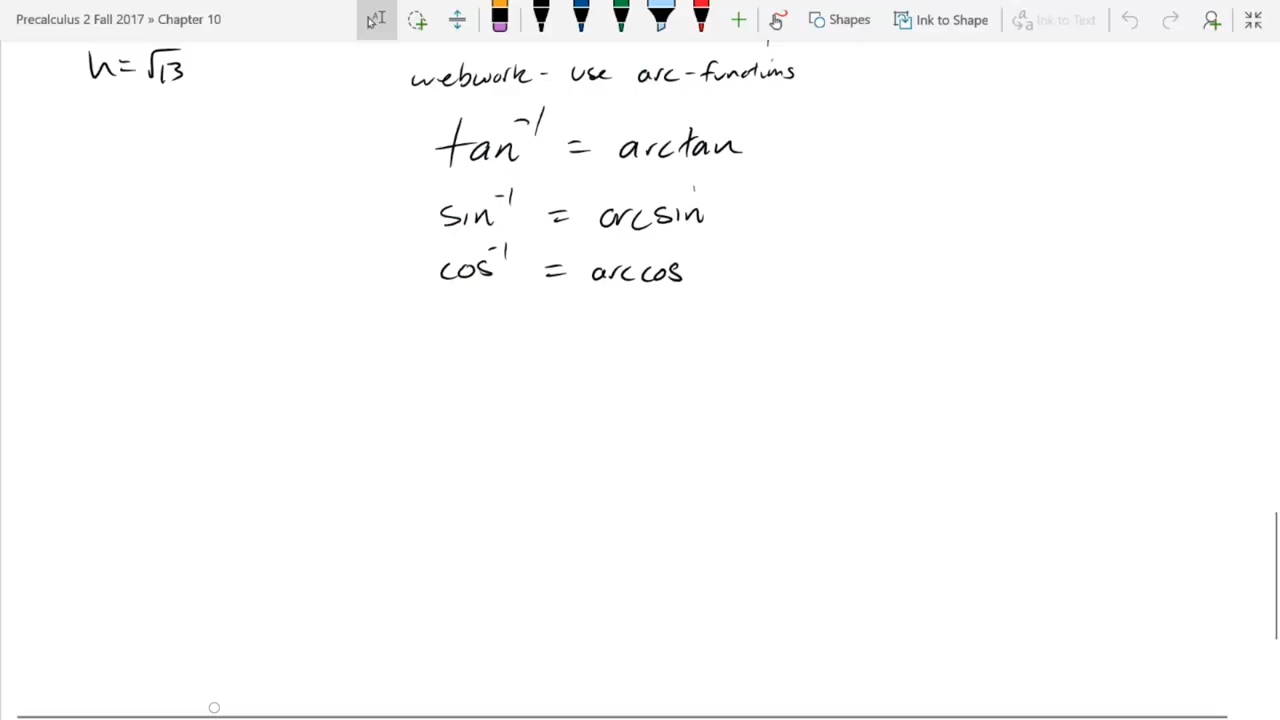 Precalculus 2 Fall 2017 » Chapter 10
Shapes
Ink to Shape
Ink to Text
h = √13
webwork - use arc-functions
tan⁻¹ = arctan
sin⁻¹ = arcsin
cos⁻¹ = arccos